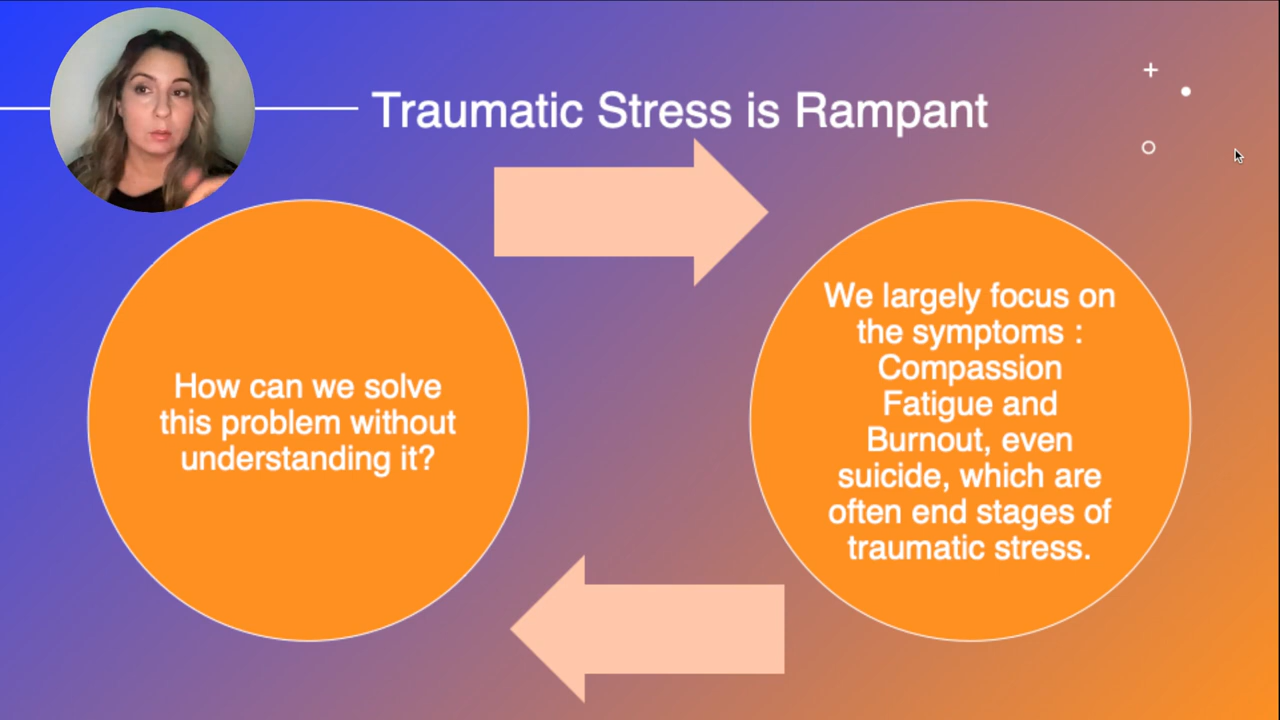 Traumatic Stress is Rampant
How can we solve
this problem without
understanding it?
We largely focus on
the symptoms :
Compassion
Fatigue and
Burnout, even
suicide, which are
often end stages of
traumatic stress.